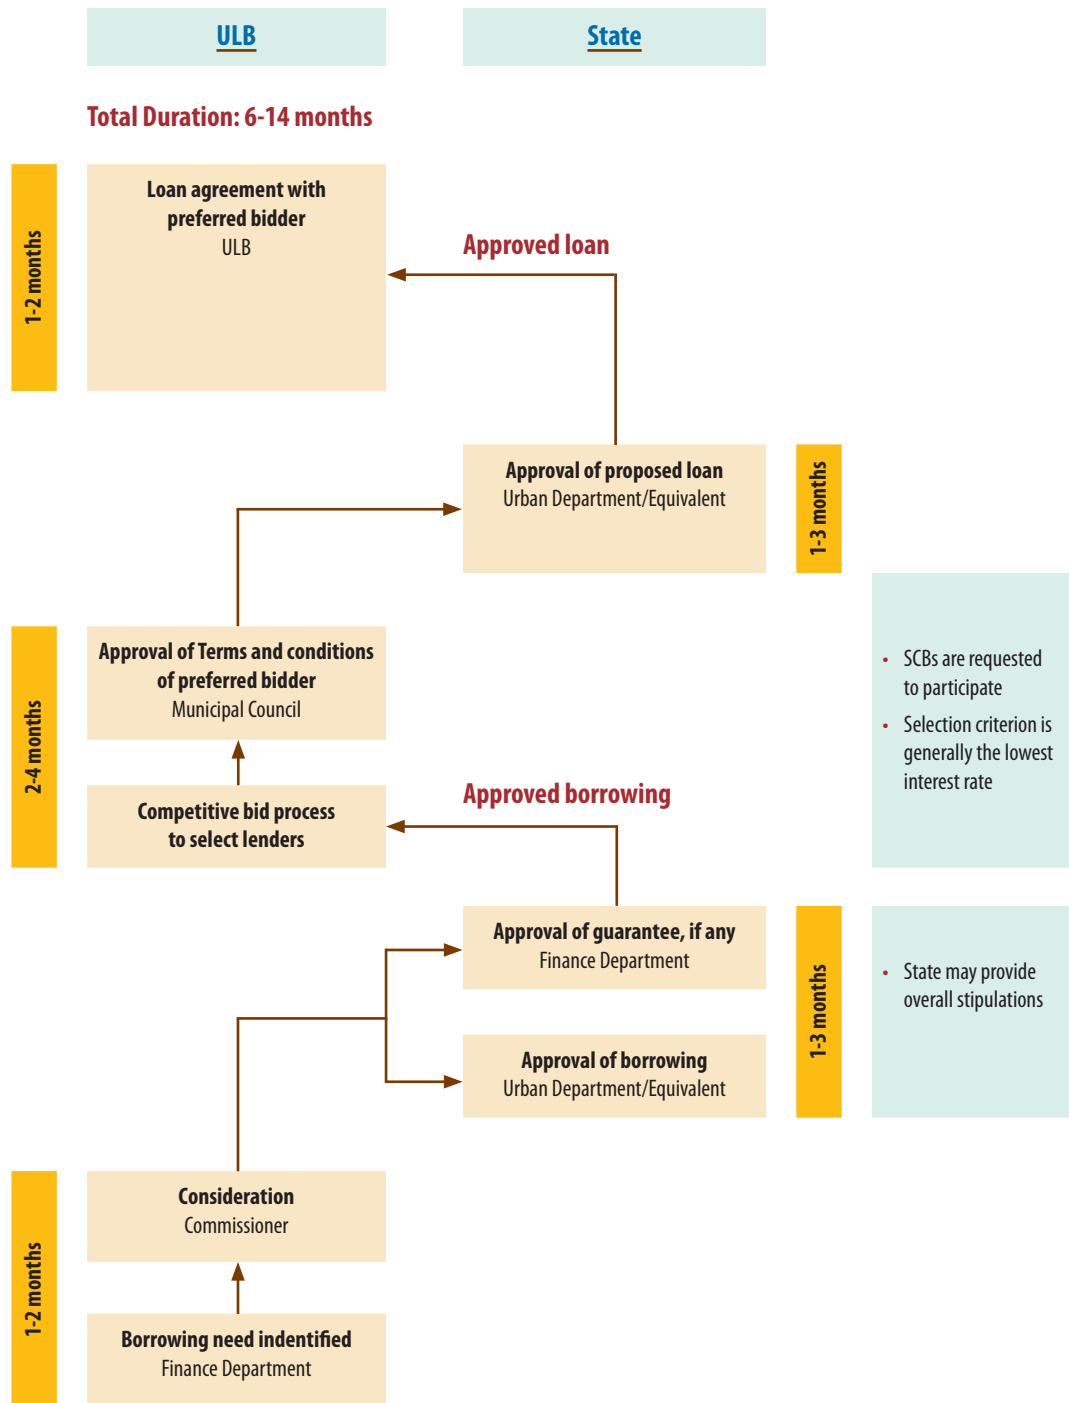 ULB
State
Total Duration: 6-14 months
1-2 months
Loan agreement with
preferred bidder
ULB
Approved loan
Approval of proposed loan
Urban Department/Equivalent
1-3 months
2-4 months
Approval of Terms and conditions
of preferred bidder
Municipal Council
• SCBs are requested
to participate
• Selection criterion is
generally the lowest
interest rate
Competitive bid process
to select lenders
Approved borrowing
Approval of guarantee, if any
Finance Department
1-3 months
• State may provide
overall stipulations
Approval of borrowing
Urban Department/Equivalent
1-2 months
Consideration
Commissioner
Borrowing need indentified
Finance Department